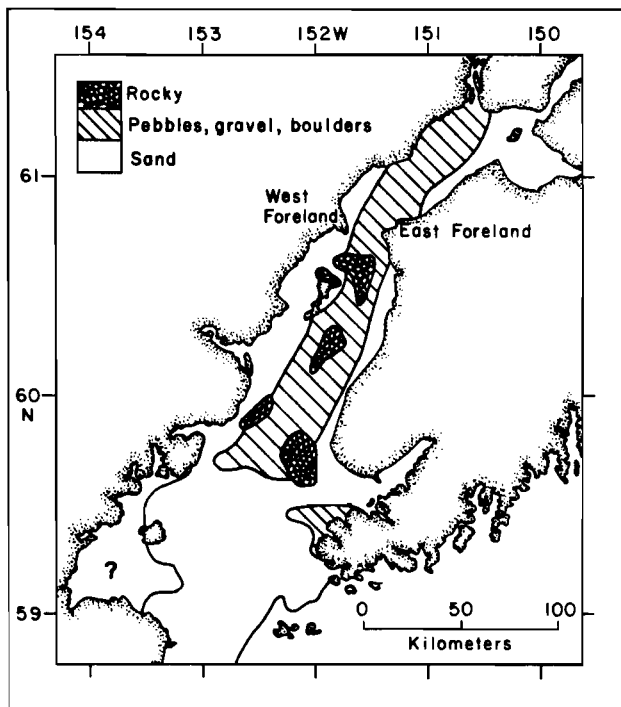 154 153 152W 151 150
Rocky
Pebbles, gravel, boulders
Sand
61
West
Foreland
East Foreland
60
N
?
59
0 50 100
Kilometers